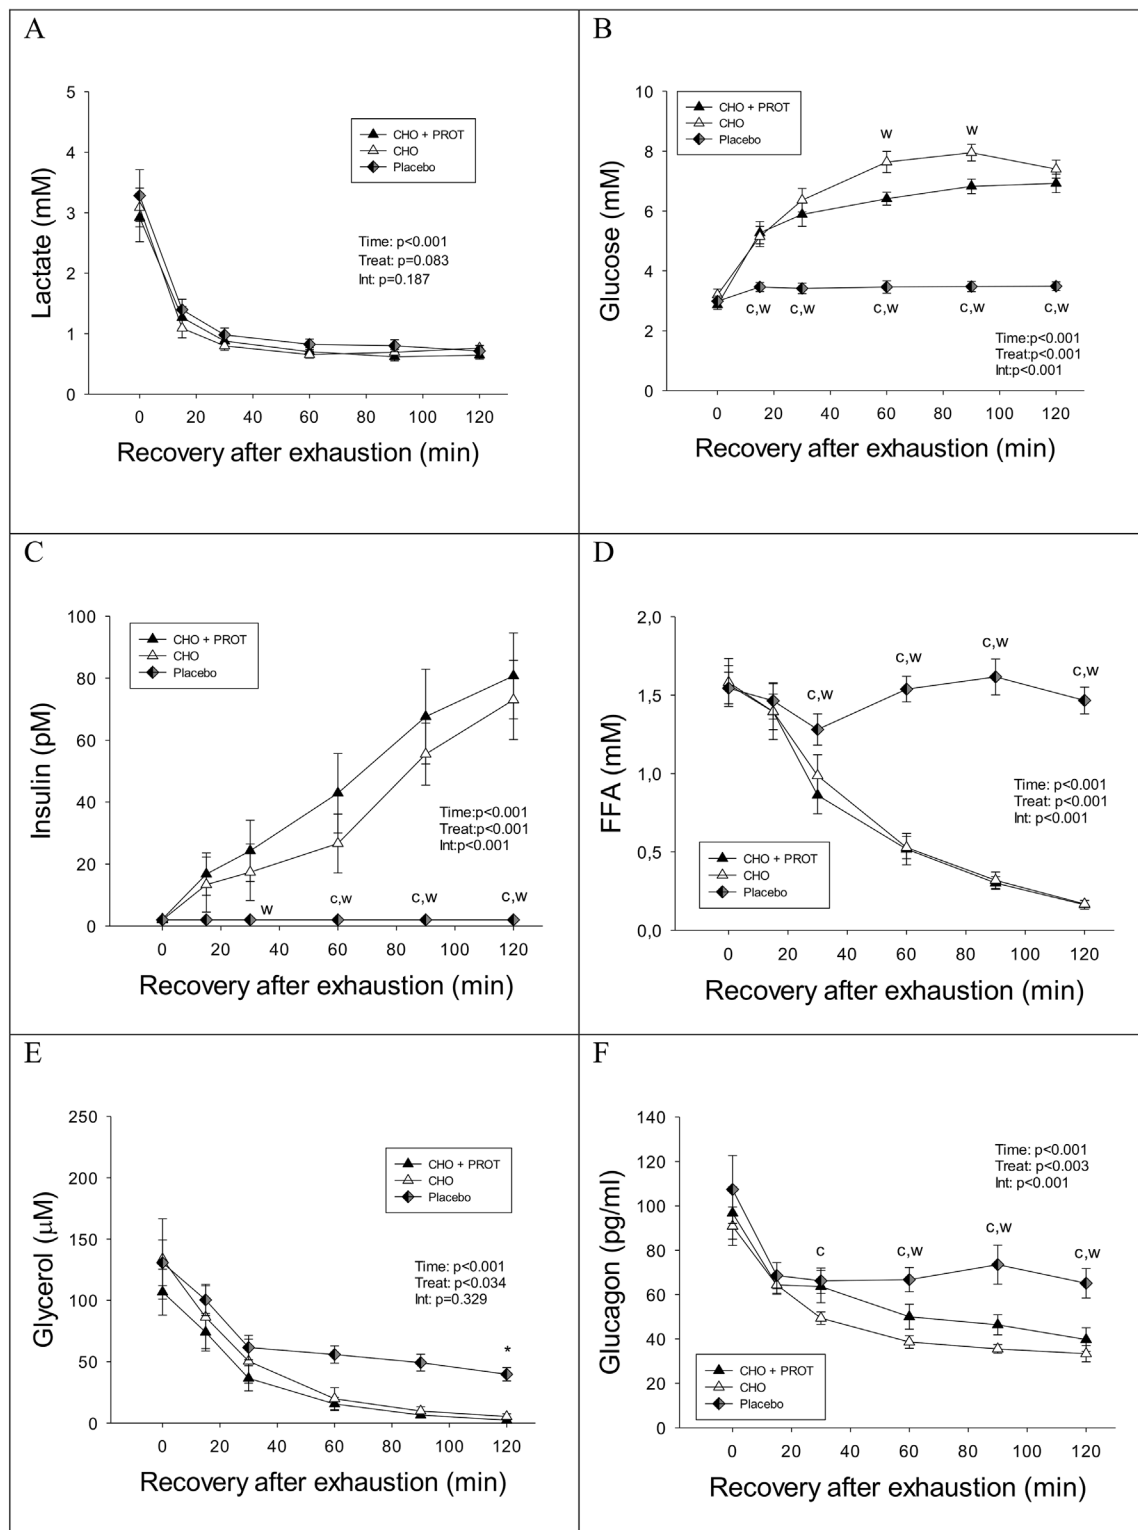 A
5
4
3
2
1
0
Lactate (mM)
CHO + PROT
CHO
Placebo
Time: p<0.001
Treat: p=0.083
Int: p=0.187
0 20 40 60 80 100 120
Recovery after exhaustion (min)
B
10
8
6
4
2
0
Glucose (mM)
CHO + PROT
CHO
Placebo
w w
c,w c,w c,w c,w c,w
Time:p<0.001
Treat:p<0.001
Int:p<0.001
0 20 40 60 80 100 120
Recovery after exhaustion (min)
C
100
80
60
40
20
0
Insulin (pM)
CHO + PROT
CHO
Placebo
Time:p<0.001
Treat:p<0.001
Int:p<0.001
w c,w c,w c,w
0 20 40 60 80 100 120
Recovery after exhaustion (min)
D
2,0
1,5
1,0
0,5
0,0
FFA (mM)
c,w c,w c,w c,w
Time: p<0.001
Treat: p<0.001
Int: p<0.001
CHO + PROT
CHO
Placebo
0 20 40 60 80 100 120
Recovery after exhaustion (min)
E
250
200
150
100
50
0
Glycerol (µM)
CHO + PROT
CHO
Placebo
Time: p<0.001
Treat: p<0.034
Int: p=0.329
*
0 20 40 60 80 100 120
Recovery after exhaustion (min)
F
140
120
100
80
60
40
20
0
Glucagon (pg/ml)
Time: p<0.001
Treat: p<0.003
Int: p<0.001
c c,w c,w c,w
CHO + PROT
CHO
Placebo
0 20 40 60 80 100 120
Recovery after exhaustion (min)